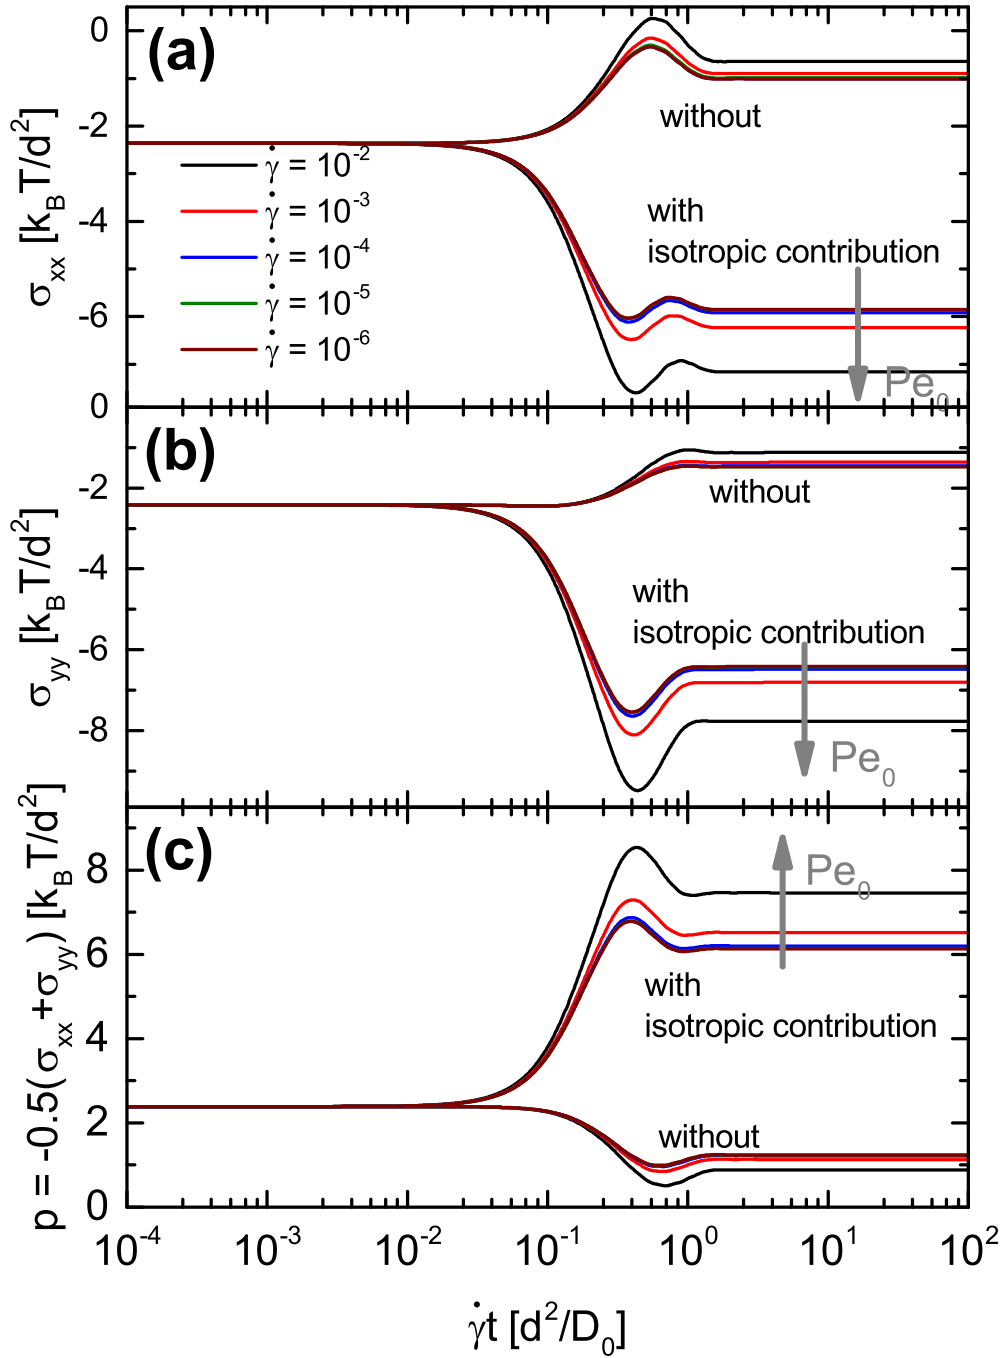 (a)
0
-2
-4
-6
σxx [kBT/d²]
without
γ̇ = 10⁻²
γ̇ = 10⁻³
γ̇ = 10⁻⁴
γ̇ = 10⁻⁵
γ̇ = 10⁻⁶
with
isotropic contribution
Pe₀
(b)
0
-2
-4
-6
-8
σyy [kBT/d²]
without
with
isotropic contribution
Pe₀
(c)
8
6
4
2
0
p = -0.5(σxx+σyy) [kBT/d²]
Pe₀
with
isotropic contribution
without
10⁻⁴ 10⁻³ 10⁻² 10⁻¹ 10⁰ 10¹ 10²
γ̇t [d²/D₀]